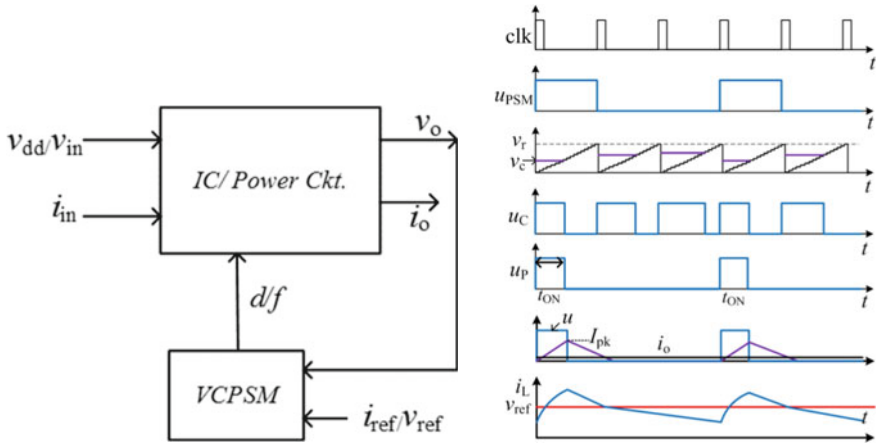 v_dd/v_in
i_in
IC/Power Ckt.
v_o
i_o
d/f
VCPSM
i_ref/v_ref
clk
t
u_PSM
t
v_r
v_c
t
u_C
t
u_P
t_ON
t_ON
t
u
I_pk
i_o
t
i_L
v_ref
t